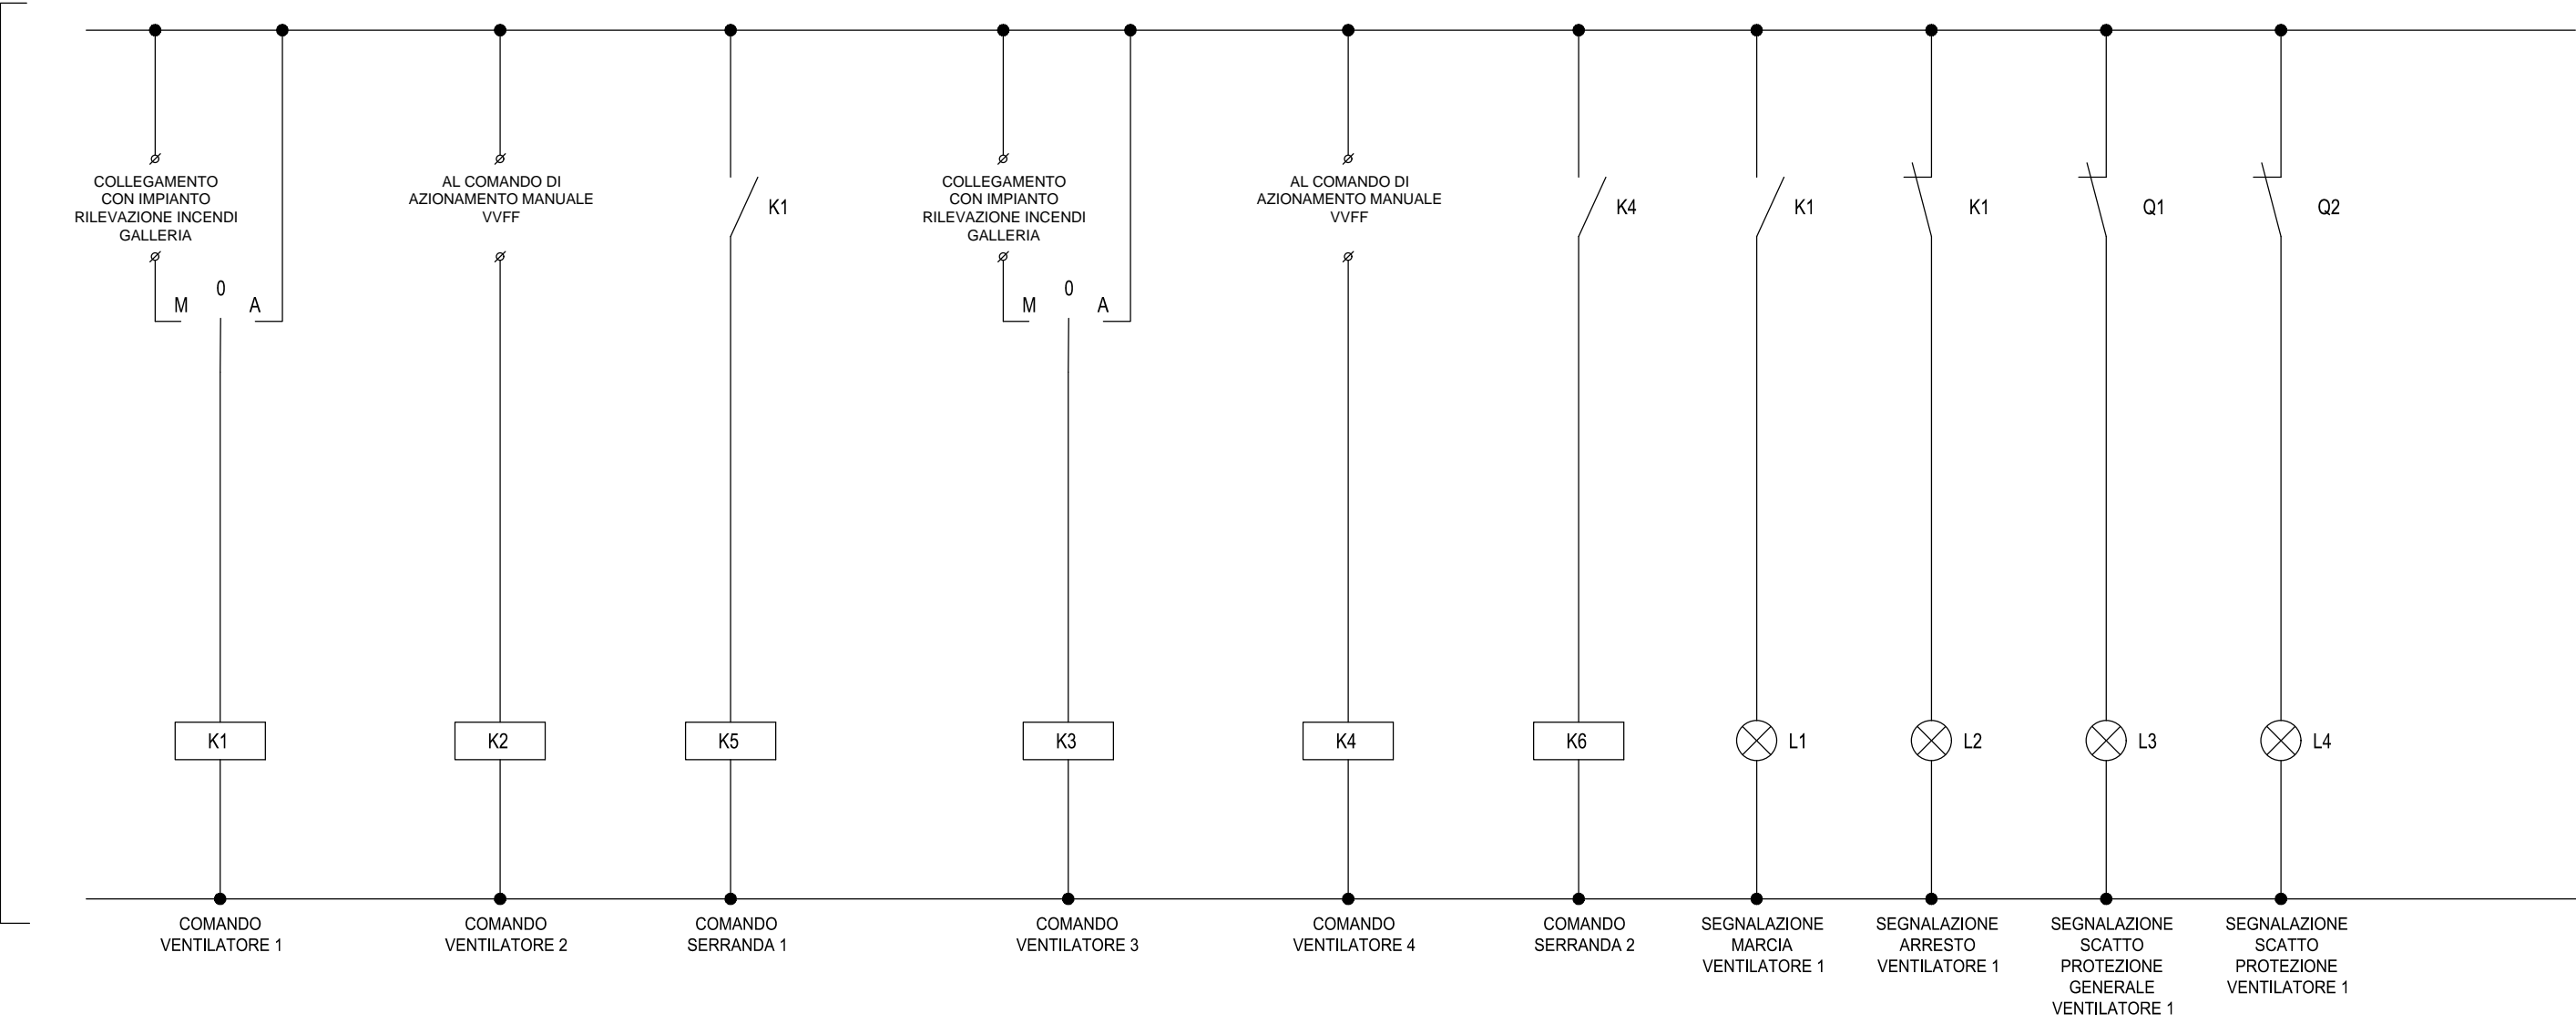 COLLEGAMENTO
CON IMPIANTO
RILEVAZIONE INCENDI
GALLERIA
M
0
A
AL COMANDO DI
AZIONAMENTO MANUALE
VVFF
K1
COLLEGAMENTO
CON IMPIANTO
RILEVAZIONE INCENDI
GALLERIA
M
0
A
AL COMANDO DI
AZIONAMENTO MANUALE
VVFF
K4
K1
K1
Q1
Q2
K1
K2
K5
K3
K4
K6
L1
L2
L3
L4
COMANDO
VENTILATORE 1
COMANDO
VENTILATORE 2
COMANDO
SERRANDA 1
COMANDO
VENTILATORE 3
COMANDO
VENTILATORE 4
COMANDO
SERRANDA 2
SEGNALAZIONE
MARCIA
VENTILATORE 1
SEGNALAZIONE
ARRESTO
VENTILATORE 1
SEGNALAZIONE
SCATTO
PROTEZIONE
GENERALE
VENTILATORE 1
SEGNALAZIONE
SCATTO
PROTEZIONE
VENTILATORE 1